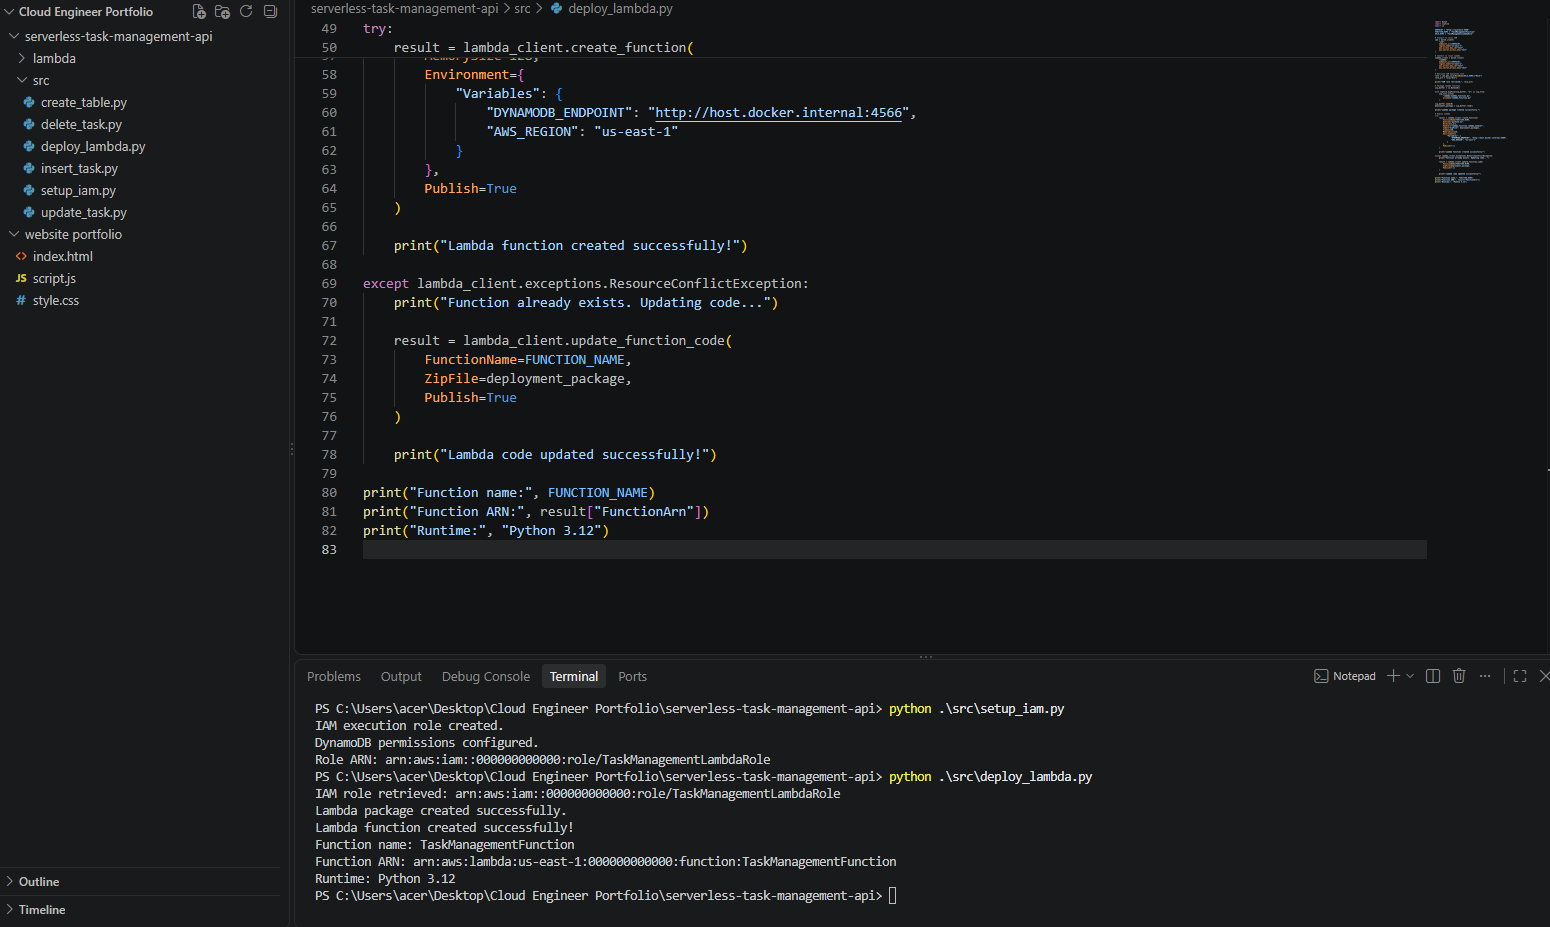 Cloud Engineer Portfolio
serverless-task-management-api
lambda
src
create_table.py
delete_task.py
deploy_lambda.py
insert_task.py
setup_iam.py
update_task.py
website portfolio
<> index.html
JS script.js
# style.css
Outline
Timeline
serverless-task-management-api > src > deploy_lambda.py
49 try:
50 result = lambda_client.create_function(
58 Environment={
59 "Variables": {
60 "DYNAMODB_ENDPOINT": "http://host.docker.internal:4566",
61 "AWS_REGION": "us-east-1"
62 }
63 },
64 Publish=True
65 )
66
67 print("Lambda function created successfully!")
68
69 except lambda_client.exceptions.ResourceConflictException:
70 print("Function already exists. Updating code...")
71
72 result = lambda_client.update_function_code(
73 FunctionName=FUNCTION_NAME,
74 ZipFile=deployment_package,
75 Publish=True
76 )
77
78 print("Lambda code updated successfully!")
79
80 print("Function name:", FUNCTION_NAME)
81 print("Function ARN:", result["FunctionArn"])
82 print("Runtime:", "Python 3.12")
83
Problems Output Debug Console Terminal Ports
Notepad
PS C:\Users\acer\Desktop\Cloud Engineer Portfolio\serverless-task-management-api> python .\src\setup_iam.py
IAM execution role created.
DynamoDB permissions configured.
Role ARN: arn:aws:iam::000000000000:role/TaskManagementLambdaRole
PS C:\Users\acer\Desktop\Cloud Engineer Portfolio\serverless-task-management-api> python .\src\deploy_lambda.py
IAM role retrieved: arn:aws:iam::000000000000:role/TaskManagementLambdaRole
Lambda package created successfully.
Lambda function created successfully!
Function name: TaskManagementFunction
Function ARN: arn:aws:lambda:us-east-1:000000000000:function:TaskManagementFunction
Runtime: Python 3.12
PS C:\Users\acer\Desktop\Cloud Engineer Portfolio\serverless-task-management-api>